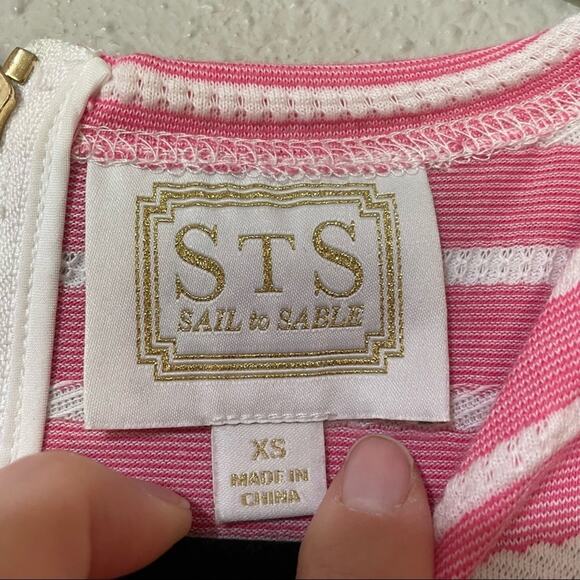 STS
SAIL to SABLE
XS
MADE IN
CHINA